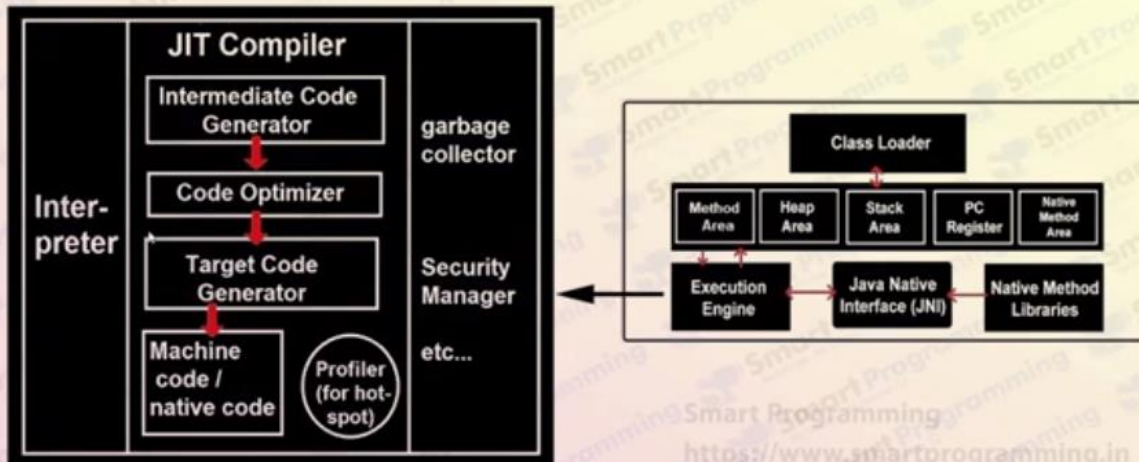 JIT Compiler
Intermediate Code
Generator
Code Optimizer
Target Code
Generator
Machine
code /
native code
Profiler
(for hot-
spot)
Inter-
preter
garbage
collector
Security
Manager
etc...
Class Loader
Method
Area
Heap
Area
Stack
Area
PC
Register
Native
Method
Area
Execution
Engine
Java Native
Interface (JNI)
Native Method
Libraries
Smart Programming
https://www.smartprogramming.in